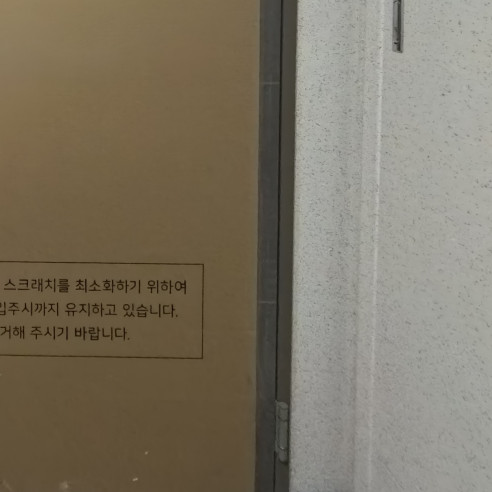 스크래치를 최소화하기 위하여
입주시까지 유지하고 있습니다.
거해 주시기 바랍니다.